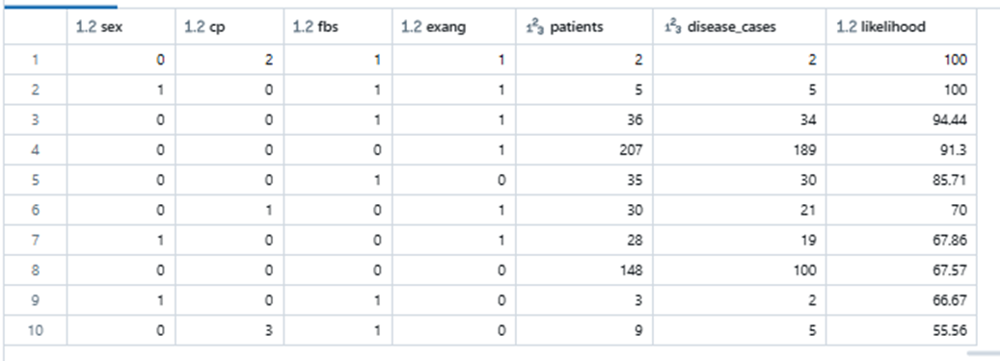 1.2 sex 1.2 cp 1.2 fbs 1.2 exang 1²3 patients 1²3 disease_cases 1.2 likelihood
1 0 2 1 1 2 2 100
2 1 0 1 1 5 5 100
3 0 0 1 1 36 34 94.44
4 0 0 0 1 207 189 91.3
5 0 0 1 0 35 30 85.71
6 0 1 0 1 30 21 70
7 1 0 0 1 28 19 67.86
8 0 0 0 0 148 100 67.57
9 1 0 1 0 3 2 66.67
10 0 3 1 0 9 5 55.56